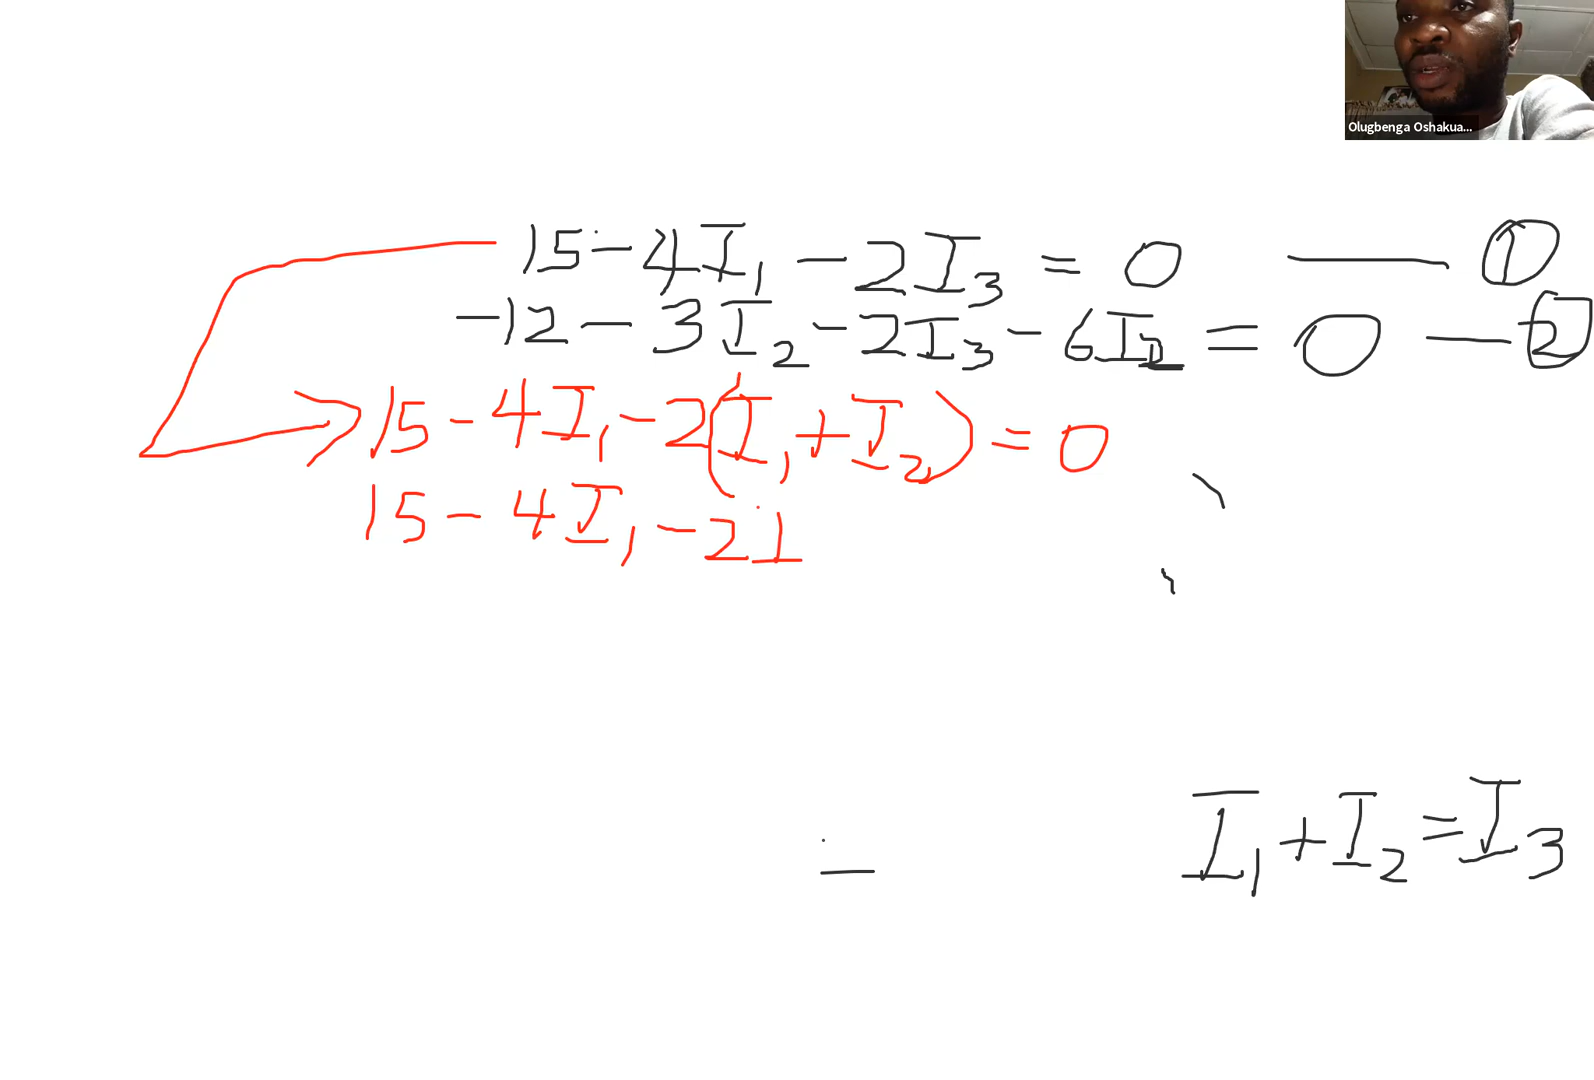 Olugbenga Oshakua...
15 - 4I₁ - 2I₃ = 0 —— ①
-12 - 3I₂ - 2I₃ - 6I₂ = 0 — ②
15 - 4I₁ - 2(I₁ + I₂) = 0
15 - 4I₁ - 2I
I₁ + I₂ = I₃